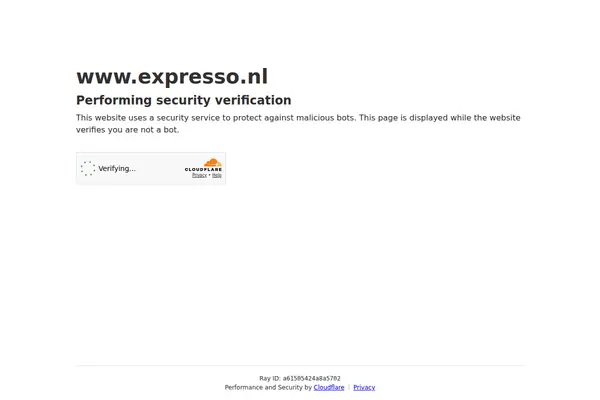 www.expresso.nl
Performing security verification
This website uses a security service to protect against malicious bots. This page is displayed while the website
verifies you are not a bot.
Verifying...
CLOUDFLARE
Privacy • Help
Ray ID: a61505424a8a5702
Performance and Security by Cloudflare | Privacy